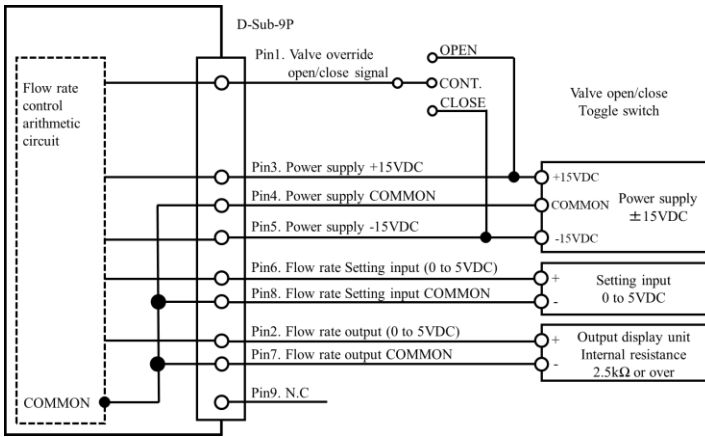 D-Sub-9P
Pin1. Valve override
open/close signal
OPEN
CONT.
CLOSE
Valve open/close
Toggle switch
Flow rate
control
arithmetic
circuit
Pin3. Power supply +15VDC
+15VDC
Pin4. Power supply COMMON
COMMON
Power supply
±15VDC
Pin5. Power supply -15VDC
-15VDC
Pin6. Flow rate Setting input (0 to 5VDC)
+
Setting input
0 to 5VDC
Pin8. Flow rate Setting input COMMON
-
Pin2. Flow rate output (0 to 5VDC)
+
Output display unit
Internal resistance
2.5kΩ or over
Pin7. Flow rate output COMMON
-
Pin9. N.C
COMMON